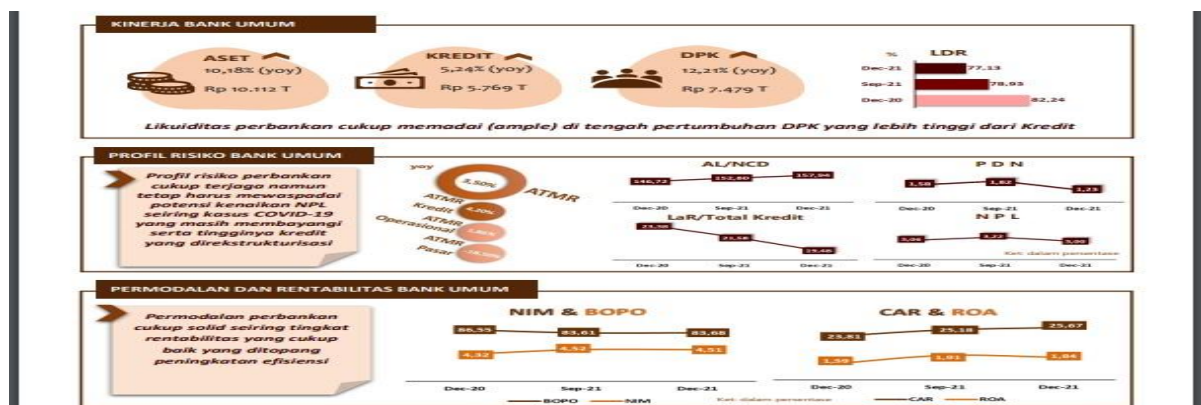 KINERJA BANK UMUM
ASET
10,18% (yoy)
Rp 10.112 T
KREDIT
5,24% (yoy)
Rp 5.769 T
DPK
12,21% (yoy)
Rp 7.479 T
% LDR
Dec-21 77,13
Sep-21 78,93
Dec-20 82,24
Likuiditas perbankan cukup memadai (ample) di tengah pertumbuhan DPK yang lebih tinggi dari Kredit
PROFIL RISIKO BANK UMUM
Profil risiko perbankan
cukup terjaga namun
tetap harus mewaspadai
potensi kenaikan NPL
seiring kasus COVID-19
yang masih membayangi
serta tingginya kredit
yang direkstrukturisasi
yoy
3,50%
ATMR
ATMR
Kredit
4,20%
ATMR
Operasional
ATMR
Pasar
AL/NCD
146,72 152,80 157,94
Dec-20 Sep-21 Dec-21
P D N
1,58 1,62 1,25
Dec-20 Sep-21 Dec-21
LaR/Total Kredit
23,38 21,58 19,48
Dec-20 Sep-21 Dec-21
N P L
3,06 3,22 3,00
Ket: dalam persentase
Dec-20 Sep-21 Dec-21
PERMODALAN DAN RENTABILITAS BANK UMUM
Permodalan perbankan
cukup solid seiring tingkat
rentabilitas yang cukup
baik yang ditopang
peningkatan efisiensi
NIM & BOPO
86,55 83,61 83,68
4,32 4,52 4,51
Dec-20 Sep-21 Dec-21
BOPO NIM
Ket: dalam persentase
CAR & ROA
23,81 25,18 25,67
1,59 1,91 1,84
Dec-20 Sep-21 Dec-21
CAR ROA